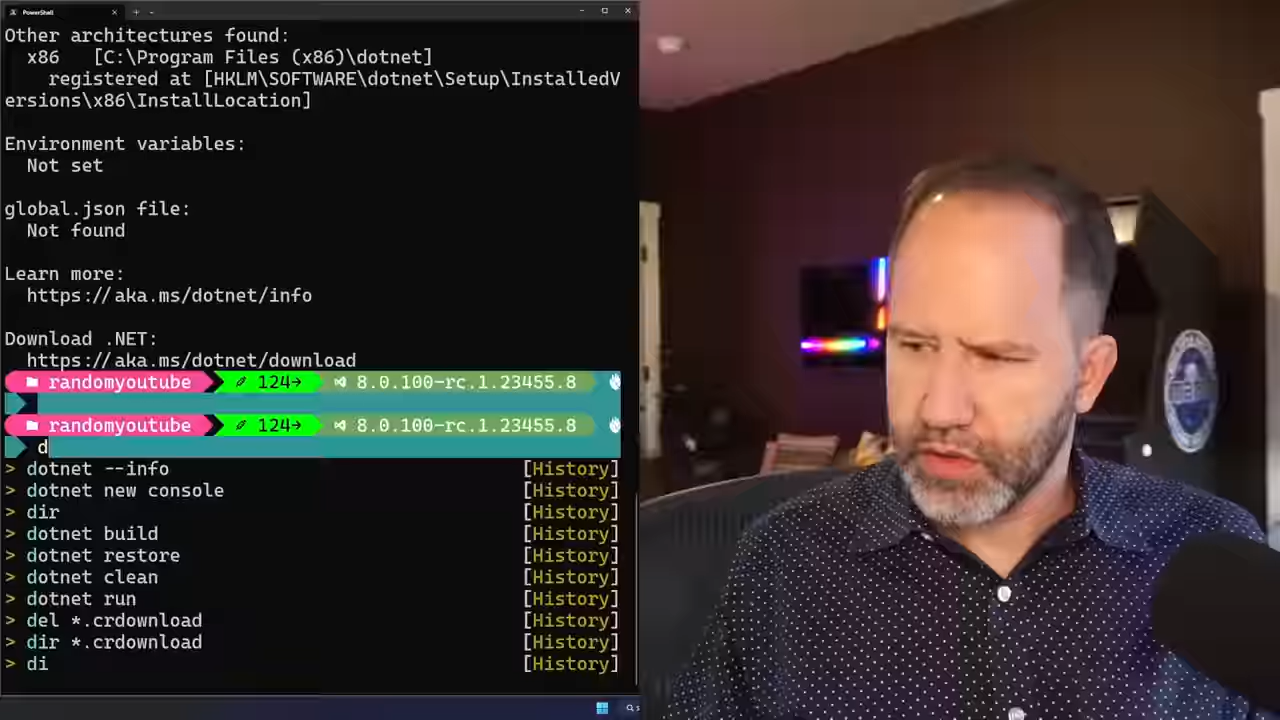 PowerShell
Other architectures found:
x86 [C:\Program Files (x86)\dotnet]
registered at [HKLM\SOFTWARE\dotnet\Setup\InstalledV
ersions\x86\InstallLocation]
Environment variables:
Not set
global.json file:
Not found
Learn more:
https://aka.ms/dotnet/info
Download .NET:
https://aka.ms/dotnet/download
randomyoutube 124→ 8.0.100-rc.1.23455.8
randomyoutube 124→ 8.0.100-rc.1.23455.8
d
> dotnet --info [History]
> dotnet new console [History]
> dir [History]
> dotnet build [History]
> dotnet restore [History]
> dotnet clean [History]
> dotnet run [History]
> del *.crdownload [History]
> dir *.crdownload [History]
> di [History]